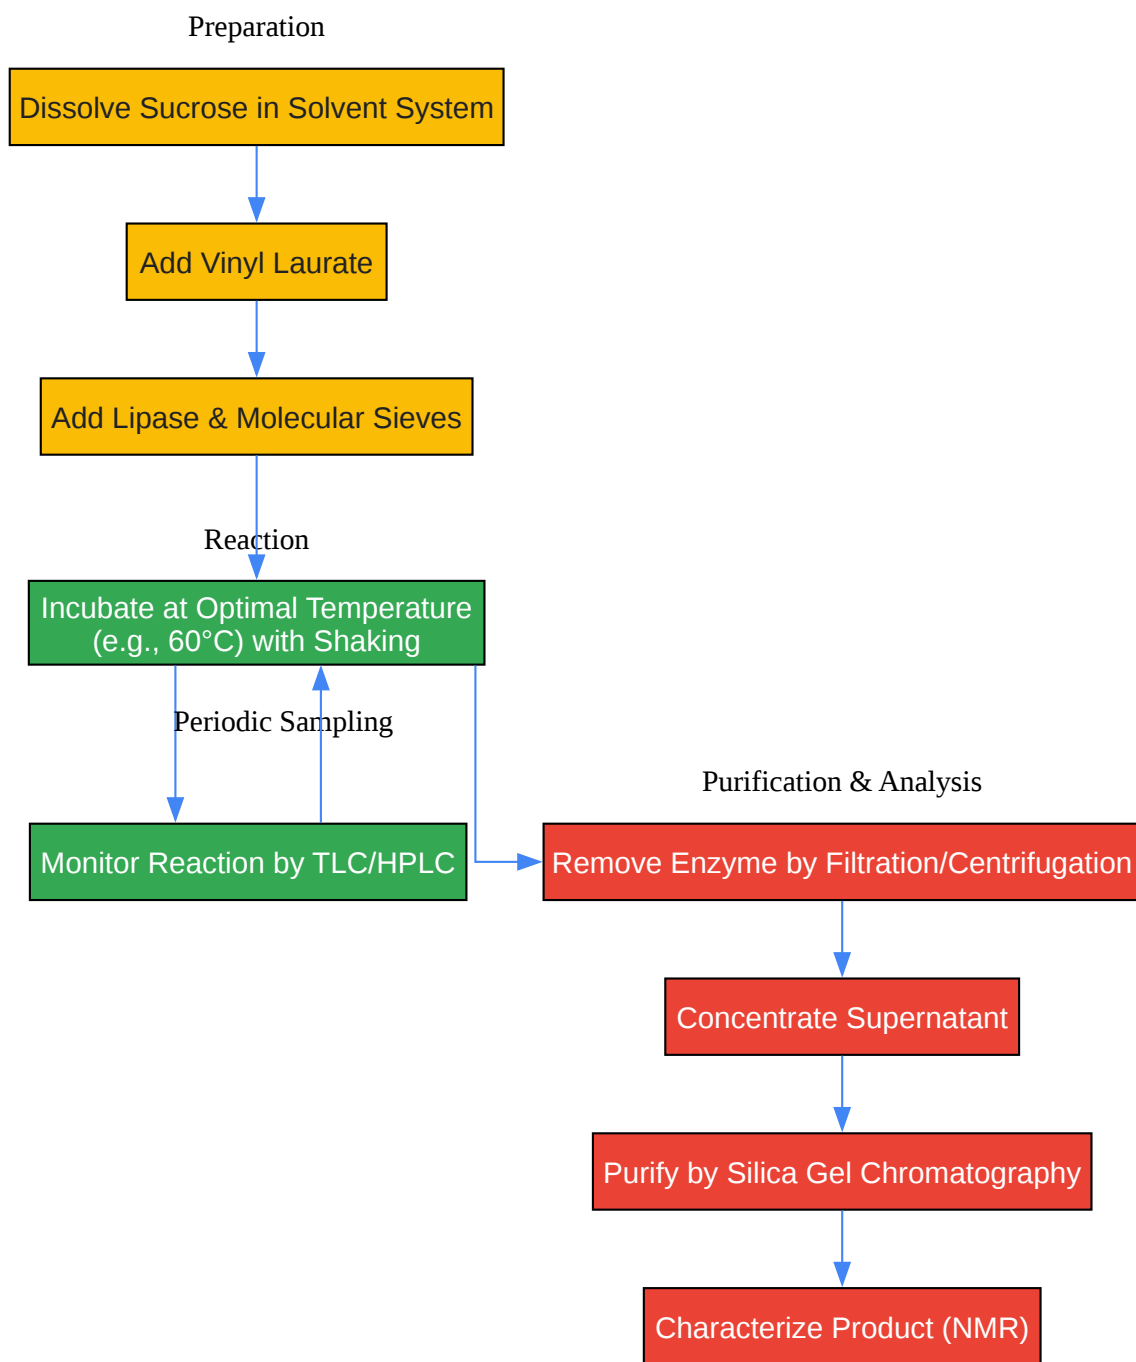 Preparation
Dissolve Sucrose in Solvent System
Add Vinyl Laurate
Add Lipase & Molecular Sieves
Reaction
Incubate at Optimal Temperature
(e.g., 60°C) with Shaking
Periodic Sampling
Monitor Reaction by TLC/HPLC
Purification & Analysis
Remove Enzyme by Filtration/Centrifugation
Concentrate Supernatant
Purify by Silica Gel Chromatography
Characterize Product (NMR)